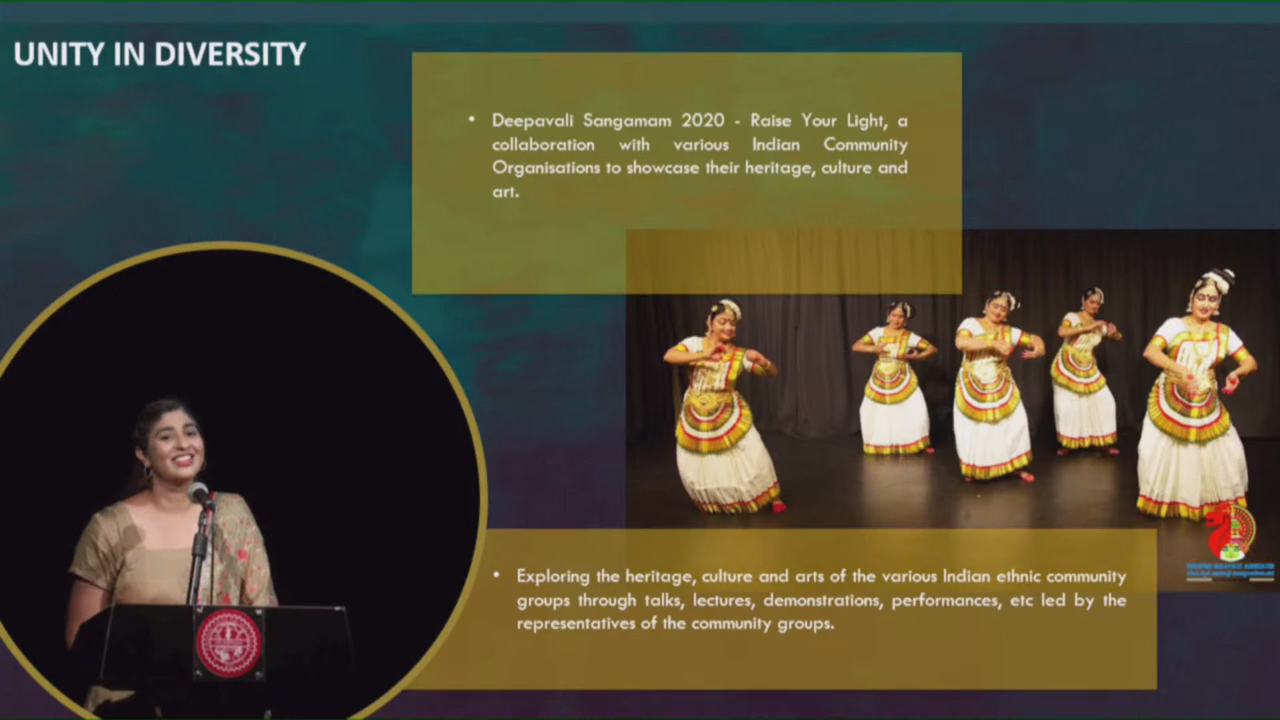 UNITY IN DIVERSITY
• Deepavali Sangamam 2020 - Raise Your Light, a
collaboration with various Indian Community
Organisations to showcase their heritage, culture and
art.
• Exploring the heritage, culture and arts of the various Indian ethnic community
groups through talks, lectures, demonstrations, performances, etc led by the
representatives of the community groups.